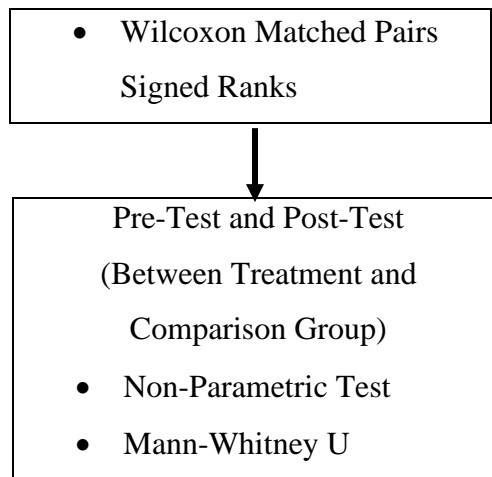 • Wilcoxon Matched Pairs
Signed Ranks
Pre-Test and Post-Test
(Between Treatment and
Comparison Group)
• Non-Parametric Test
• Mann-Whitney U